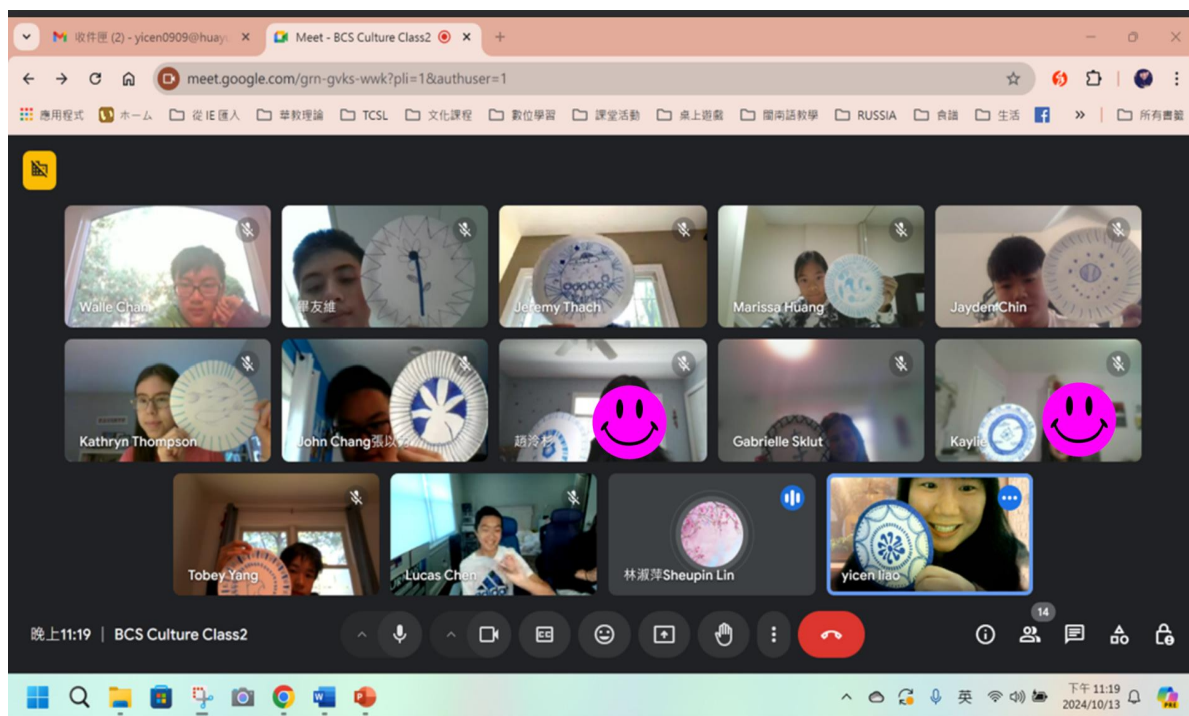 收件匣 (2) - yicen0909@huay
Meet - BCS Culture Class2
meet.google.com/grn-gvks-wwk?pli=1&authuser=1
應用程式 ホーム 從 IE 匯入 華教理論 TCSL 文化課程 數位學習 課堂活動 桌上遊戲 閩南語教學 RUSSIA 食譜 生活 » 所有書籤
Walle Chan
畢友維
Jeremy Thach
Marissa Huang
Jayden Chin
Kathryn Thompson
John Chang張以
趙泠杉
Gabrielle Sklut
Kaylie
Tobey Yang
Lucas Chen
林淑萍Sheupin Lin
yicen liao
晚上11:19 | BCS Culture Class2
CC
14
英
下午 11:19
2024/10/13
PRE